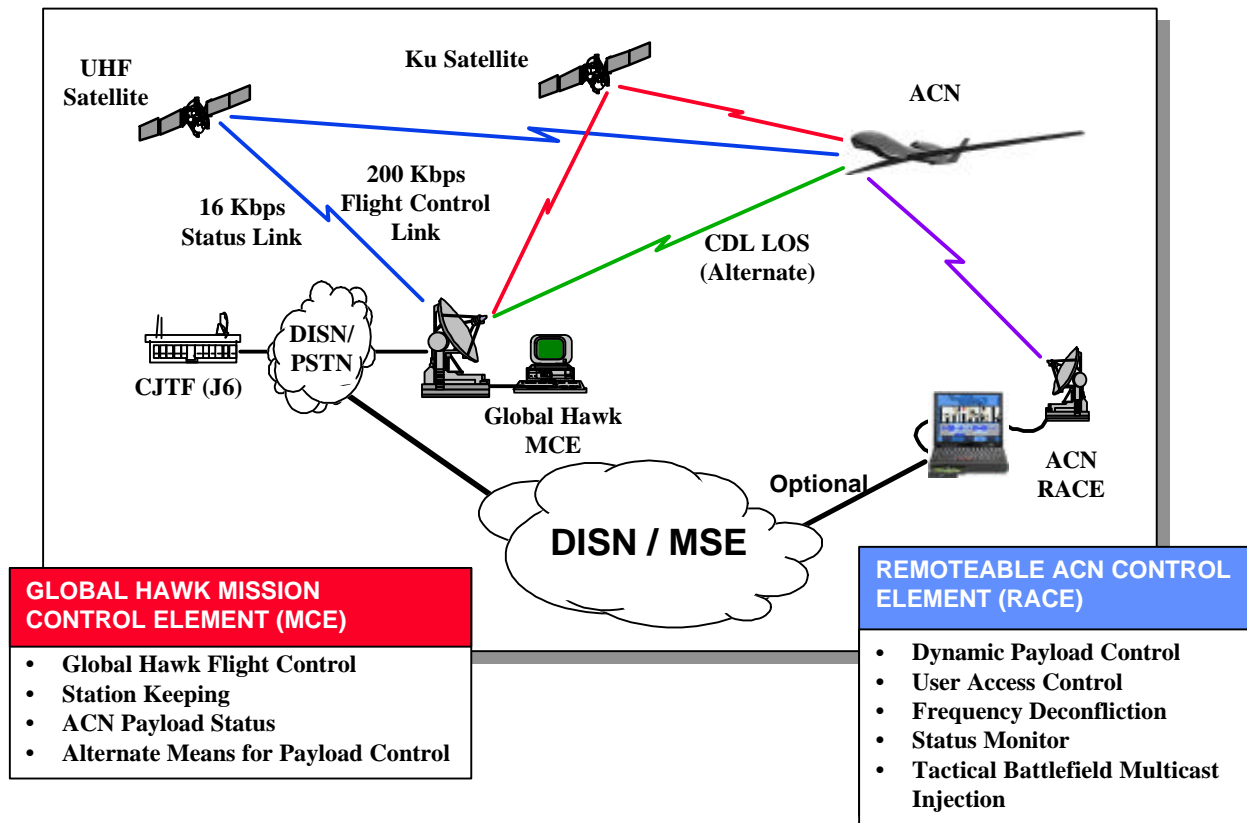 UHF
Satellite
Ku Satellite
ACN
200 Kbps
Flight Control
Link
16 Kbps
Status Link
CDL LOS
(Alternate)
DISN/
PSTN
CJTF (J6)
Global Hawk
MCE
ACN
RACE
Optional
DISN / MSE
GLOBAL HAWK MISSION
CONTROL ELEMENT (MCE)
• Global Hawk Flight Control
• Station Keeping
• ACN Payload Status
• Alternate Means for Payload Control
REMOTEABLE ACN CONTROL
ELEMENT (RACE)
• Dynamic Payload Control
• User Access Control
• Frequency Deconfliction
• Status Monitor
• Tactical Battlefield Multicast
Injection